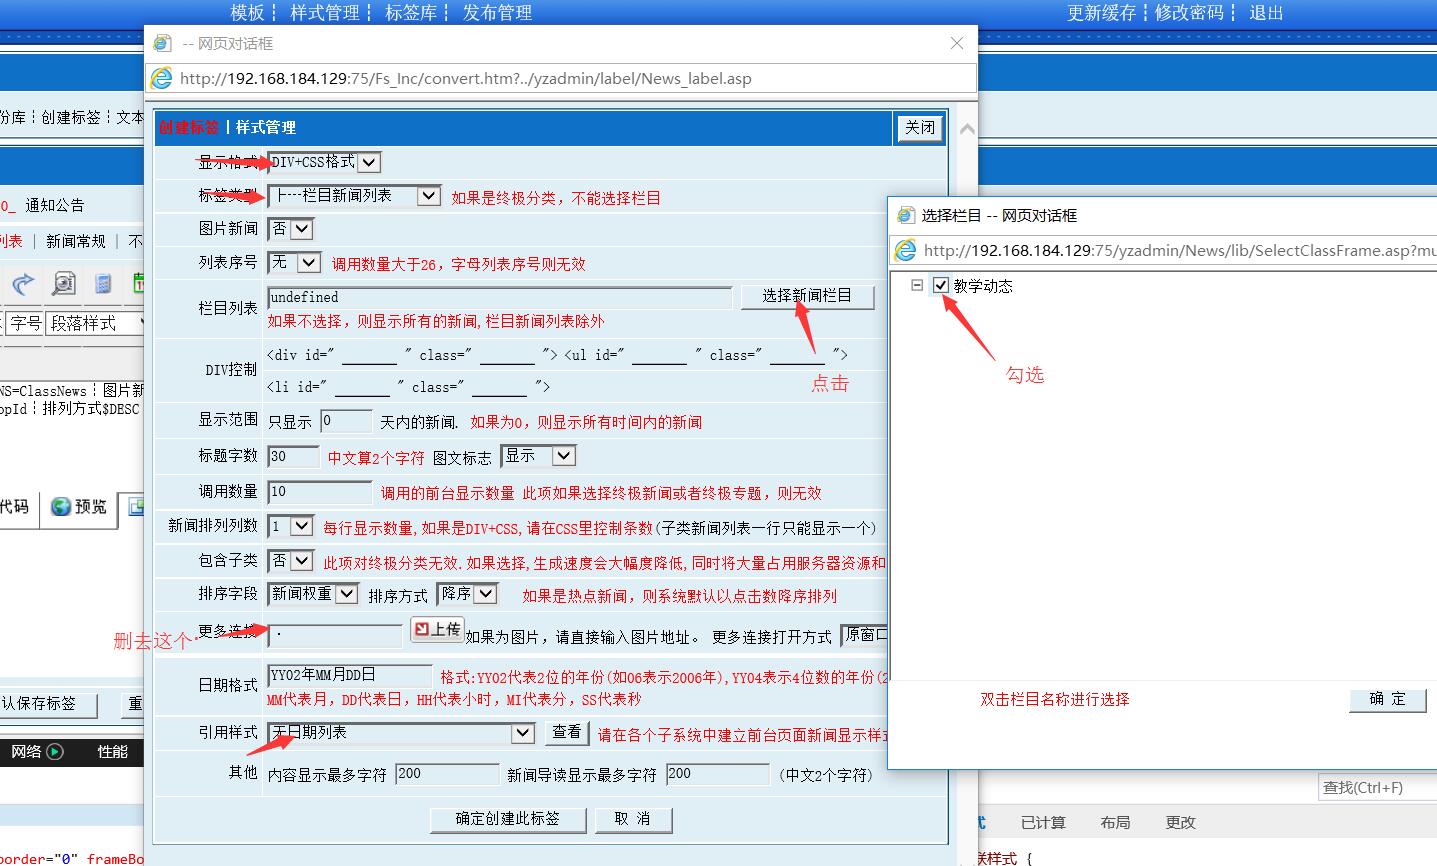 模板┆ 样式管理┆ 标签库┆ 发布管理
更新缓存┆修改密码┆ 退出
-- 网页对话框
http://192.168.184.129:75/Fs_Inc/convert.htm?../yzadmin/label/News_label.asp
份库┆创建标签┆文本
创建标签 | 样式管理
关闭
显示格式 DIV+CSS格式
标签类型 ├---栏目新闻列表 如果是终极分类，不能选择栏目
0_ 通知公告
图片新闻 否
列表 | 新闻常规 | 不
列表序号 无 调用数量大于26，字母列表序号则无效
栏目列表 undefined 选择新闻栏目
如果不选择，则显示所有的新闻,栏目新闻列表除外
字号 段落样式
DIV控制 <div id=" " class=" "> <ul id=" " class=" ">
<li id=" " class=" ">
点击
NS=ClassNews┆图片新
opId┆排列方式$DESC
显示范围 只显示 0 天内的新闻. 如果为0，则显示所有时间内的新闻
标题字数 30 中文算2个字符 图文标志 显示
调用数量 10 调用的前台显示数量 此项如果选择终极新闻或者终极专题，则无效
代码 预览
新闻排列列数 1 每行显示数量,如果是DIV+CSS,请在CSS里控制条数(子类新闻列表一行只能显示一个)
包含子类 否 此项对终极分类无效.如果选择,生成速度会大幅度降低,同时将大量占用服务器资源和
排序字段 新闻权重 排序方式 降序 如果是热点新闻，则系统默认以点击数降序排列
删去这个·
更多连接 · 上传 如果为图片，请直接输入图片地址。 更多连接打开方式 原窗口
日期格式 YY02年MM月DD日 格式:YY02代表2位的年份(如06表示2006年),YY04表示4位数的年份(2
MM代表月，DD代表日，HH代表小时，MI代表分，SS代表秒
认保存标签 重
引用样式 无日期列表 查看 请在各个子系统中建立前台页面新闻显示样式
网络 性能
其他 内容显示最多字符 200 新闻导读显示最多字符 200 (中文2个字符)
确定创建此标签 取 消
选择栏目 -- 网页对话框
http://192.168.184.129:75/yzadmin/News/lib/SelectClassFrame.asp?mu
教学动态
勾选
双击栏目名称进行选择
确 定
查找(Ctrl+F)
式 已计算 布局 更改
border="0" frameBo
联样式 {